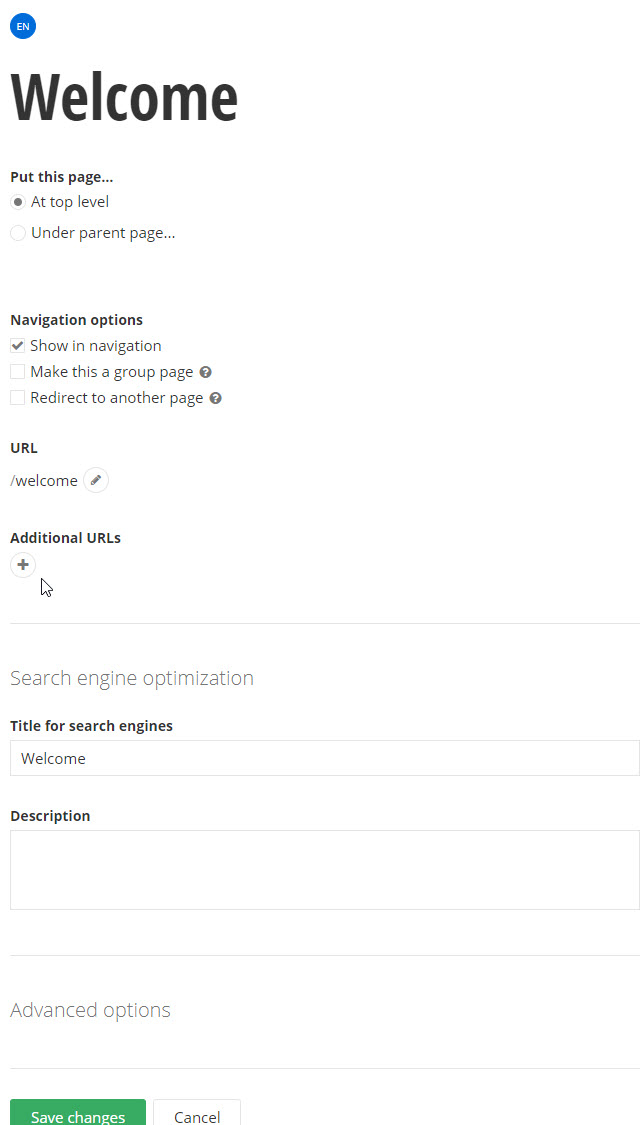 EN
Welcome
Put this page...
At top level
Under parent page...
Navigation options
Show in navigation
Make this a group page
Redirect to another page
URL
/welcome
Additional URLs
Search engine optimization
Title for search engines
Welcome
Description
Advanced options
Save changes Cancel